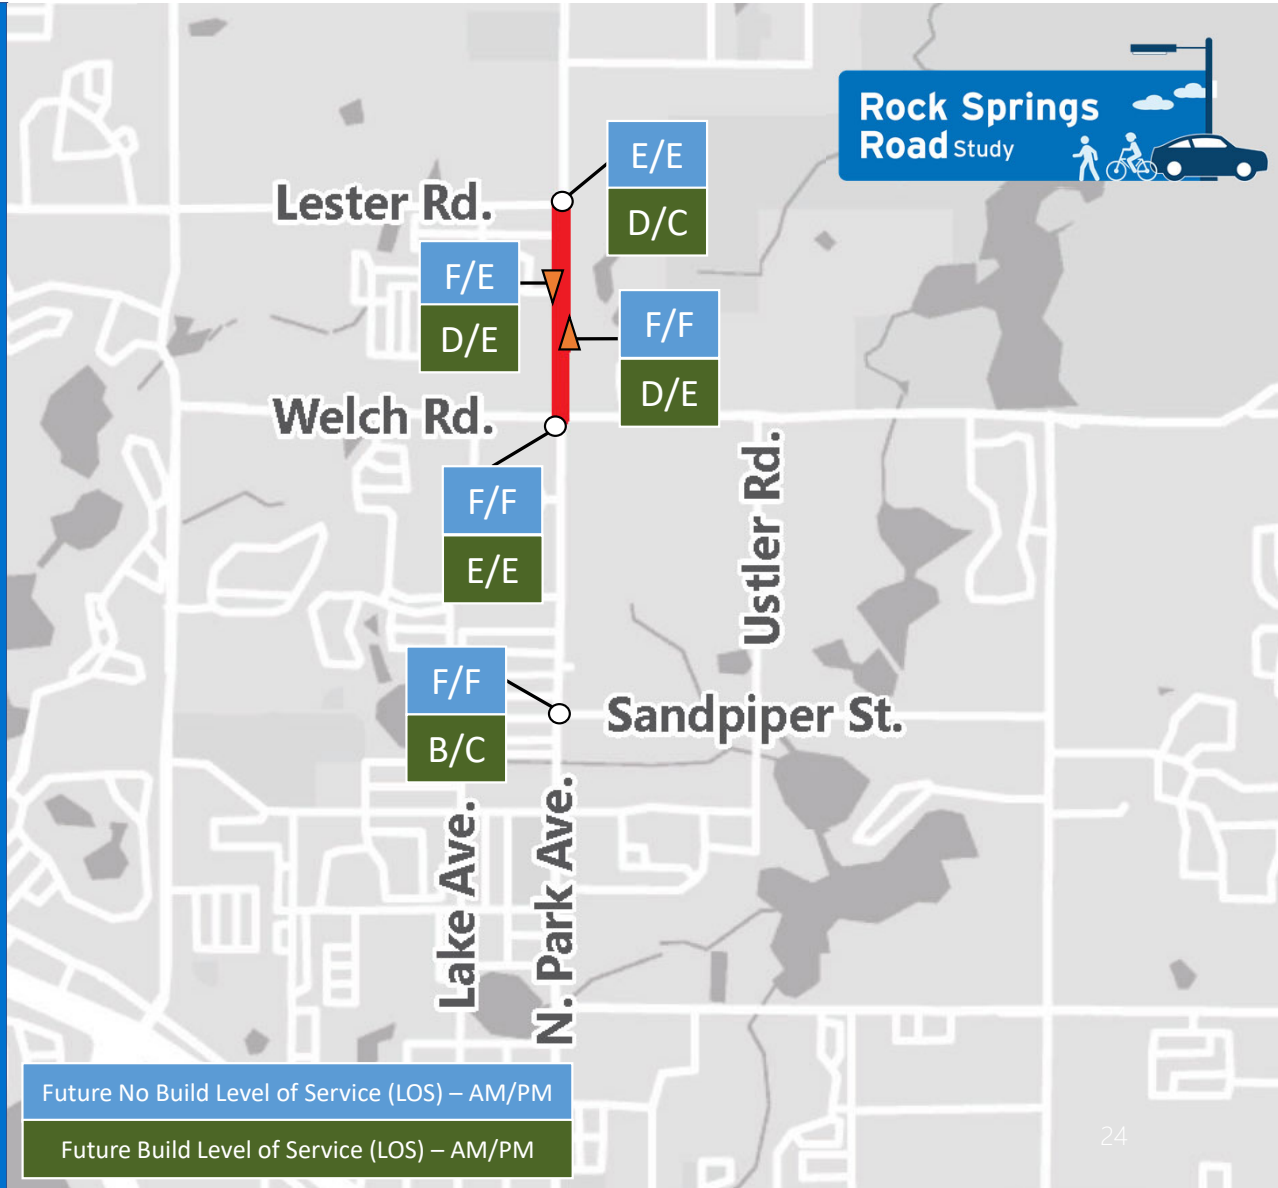 Rock Springs
Road Study
E/E
D/C
Lester Rd.
F/E
D/E
F/F
D/E
Welch Rd.
F/F
E/E
Ustler Rd.
F/F
B/C
Sandpiper St.
Lake Ave.
N. Park Ave.
Future No Build Level of Service (LOS) – AM/PM
Future Build Level of Service (LOS) – AM/PM
24